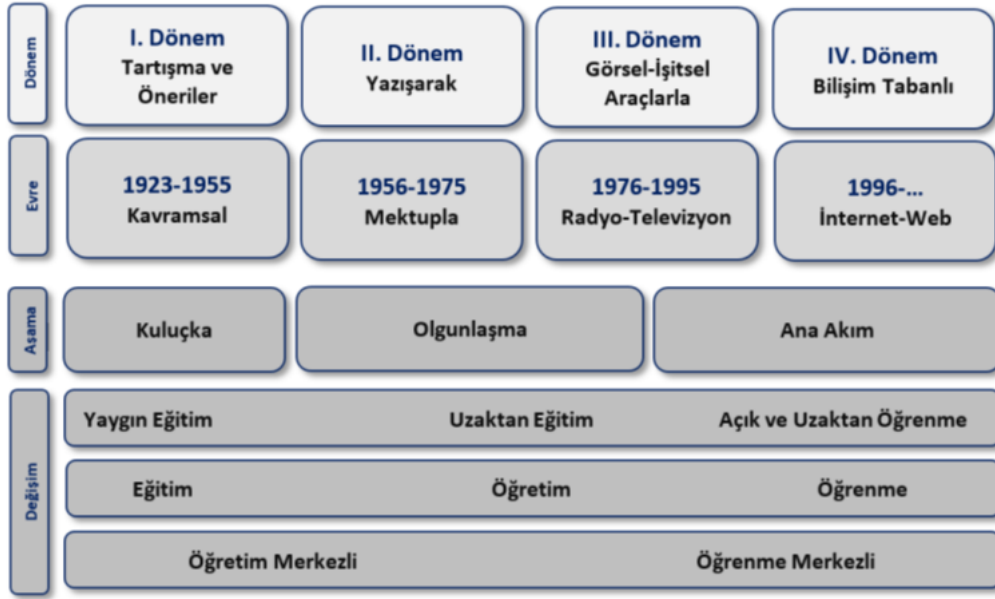 Dönem
I. Dönem
Tartışma ve
Öneriler
II. Dönem
Yazışarak
III. Dönem
Görsel-İşitsel
Araçlarla
IV. Dönem
Bilişim Tabanlı
Evre
1923-1955
Kavramsal
1956-1975
Mektupla
1976-1995
Radyo-Televizyon
1996-...
İnternet-Web
Aşama
Kuluçka
Olgunlaşma
Ana Akım
Değişim
Yaygın Eğitim Uzaktan Eğitim Açık ve Uzaktan Öğrenme
Eğitim Öğretim Öğrenme
Öğretim Merkezli Öğrenme Merkezli